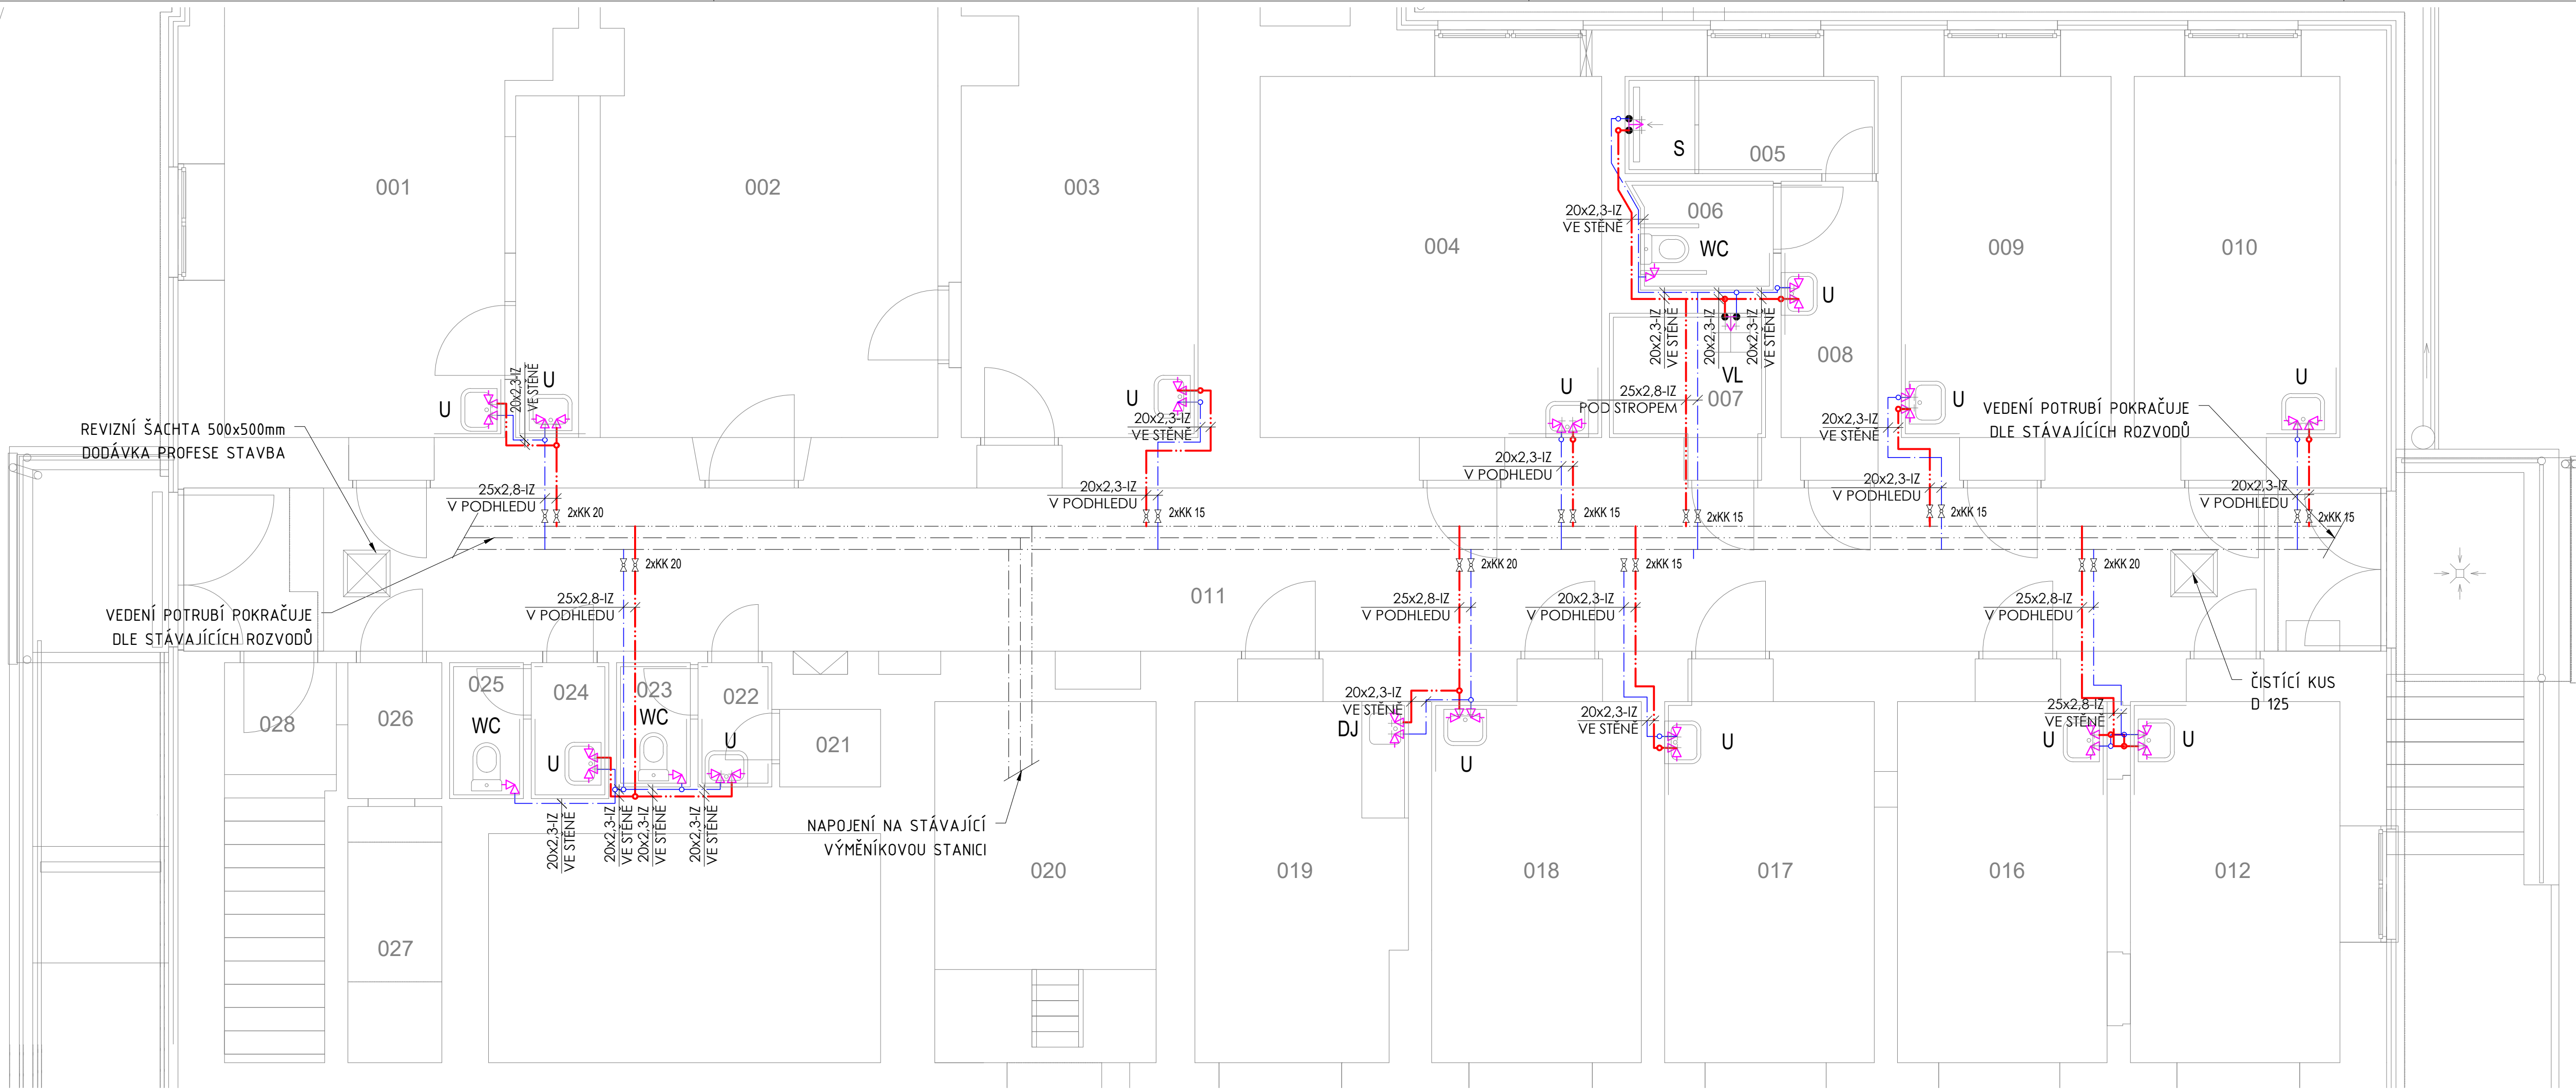 001
002
003
004
S
005
20x2,3-IZ
VE STĚNĚ
006
WC
009
010
U
20x2,3-IZ
VE STĚNĚ
20x2,3-IZ
20x2,3-IZ
VE STĚNĚ
008
VL
25x2,8-IZ
POD STROPEM
007
U
20x2,3-IZ
VE STĚNĚ
U
U
20x2,3-IZ
VE STĚNĚ
U
20x2,3-IZ
V PODHLEDU
20x2,3-IZ
VE STĚNĚ
U
20x2,3-IZ
V PODHLEDU
U
VEDENÍ POTRUBÍ POKRAČUJE
DLE STÁVAJÍCÍCH ROZVODŮ
20x2,3-IZ
V PODHLEDU
REVIZNÍ ŠACHTA 500x500mm
DODÁVKA PROFESE STAVBA
25x2,8-IZ
V PODHLEDU
2xKK 20
20x2,3-IZ
V PODHLEDU
2xKK 15
2xKK 15
2xKK 15
2xKK 15
2xKK 15
2xKK 20
2xKK 20
2xKK 15
2xKK 20
VEDENÍ POTRUBÍ POKRAČUJE
DLE STÁVAJÍCÍCH ROZVODŮ
25x2,8-IZ
V PODHLEDU
011
25x2,8-IZ
V PODHLEDU
20x2,3-IZ
V PODHLEDU
25x2,8-IZ
V PODHLEDU
ČISTÍCÍ KUS
D 125
028
026
025
WC
024
U
023
WC
022
U
021
20x2,3-IZ
VE STĚNĚ
DJ
U
20x2,3-IZ
VE STĚNĚ
U
25x2,8-IZ
VE STĚNĚ
U
U
20x2,3-IZ
VE STĚNĚ
20x2,3-IZ
VE STĚNĚ
20x2,3-IZ
VE STĚNĚ
20x2,3-IZ
VE STĚNĚ
NAPOJENÍ NA STÁVAJÍCÍ
VÝMĚNÍKOVOU STANICI
027
020
019
018
017
016
012